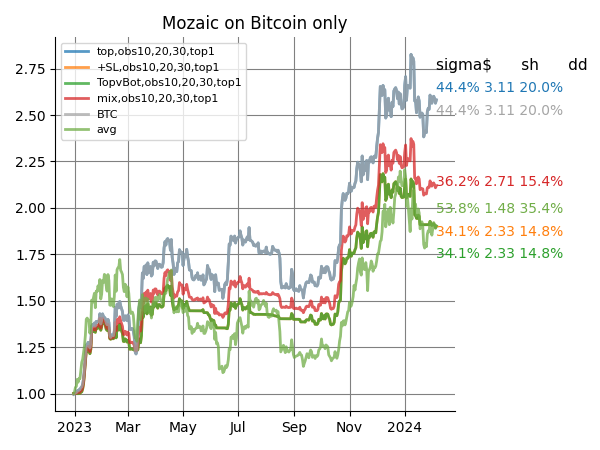 Mozaic on Bitcoin only
top,obs10,20,30,top1
+SL,obs10,20,30,top1
TopvBot,obs10,20,30,top1
mix,obs10,20,30,top1
BTC
avg
sigma$ sh dd
44.4% 3.11 20.0%
44.4% 3.11 20.0%
36.2% 2.71 15.4%
53.8% 1.48 35.4%
34.1% 2.33 14.8%
34.1% 2.33 14.8%
2.75
2.50
2.25
2.00
1.75
1.50
1.25
1.00
2023 Mar May Jul Sep Nov 2024